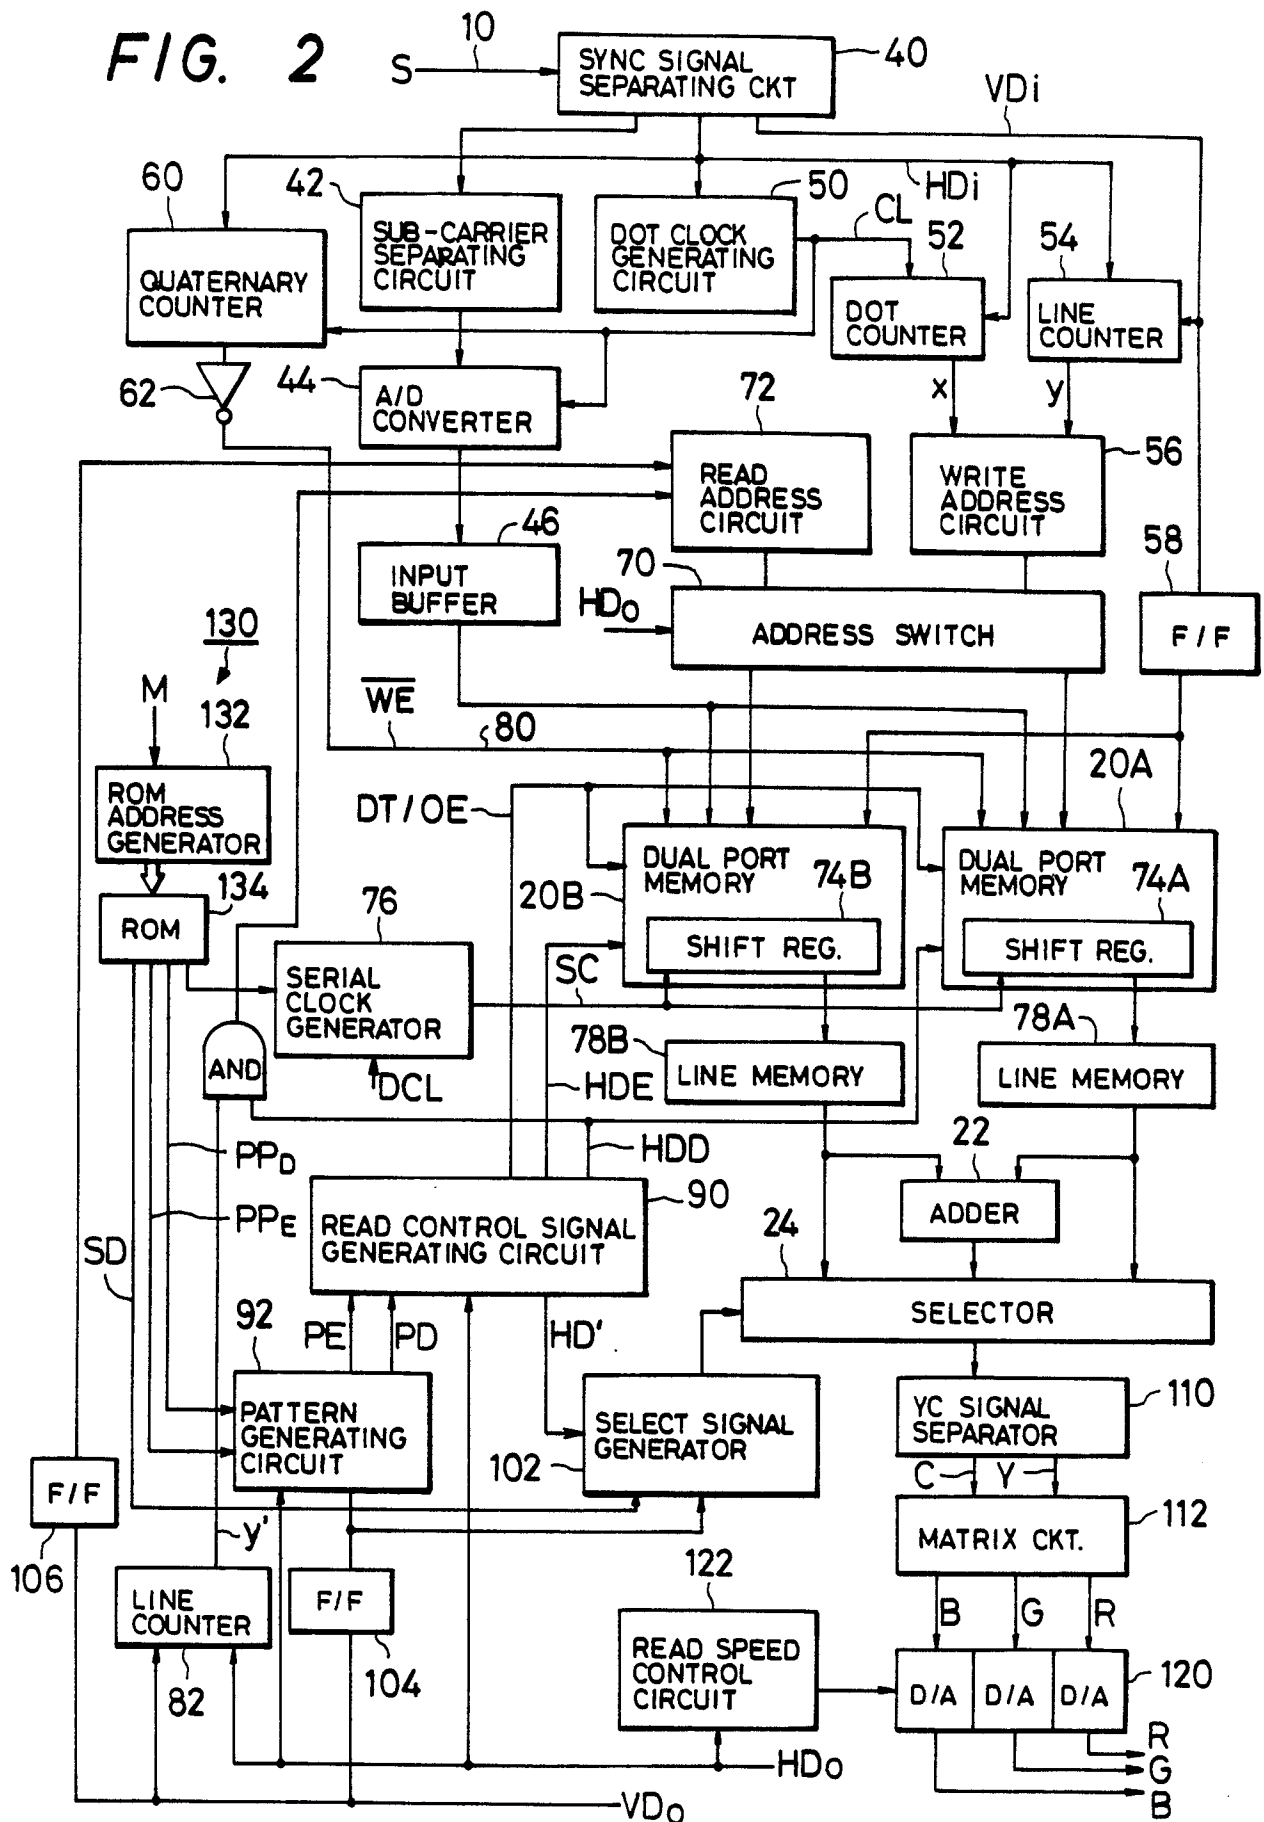 FIG. 2
S
10
SYNC SIGNAL
SEPARATING CKT
40
VDi
HDi
60
QUATERNARY
COUNTER
42
SUB-CARRIER
SEPARATING
CIRCUIT
50
DOT CLOCK
GENERATING
CIRCUIT
CL
52
DOT
COUNTER
54
LINE
COUNTER
62
44
A/D
CONVERTER
x
y
72
READ
ADDRESS
CIRCUIT
WRITE
ADDRESS
CIRCUIT
56
46
INPUT
BUFFER
70
HDo
ADDRESS SWITCH
58
F/F
130
M
132
ROM
ADDRESS
GENERATOR
WE
80
DT/OE
20A
134
ROM
DUAL PORT
MEMORY
74B
20B
SHIFT REG.
DUAL PORT
MEMORY
74A
SHIFT REG.
76
SERIAL
CLOCK
GENERATOR
SC
DCL
AND
78B
LINE MEMORY
78A
LINE MEMORY
HDE
HDD
22
ADDER
PPD
PPE
SD
READ CONTROL SIGNAL
GENERATING CIRCUIT
90
24
SELECTOR
92
PE
PD
HD'
PATTERN
GENERATING
CIRCUIT
SELECT SIGNAL
GENERATOR
102
YC SIGNAL
SEPARATOR
110
C
Y
F/F
106
y'
MATRIX CKT.
112
LINE
COUNTER
82
F/F
104
122
READ SPEED
CONTROL
CIRCUIT
B
G
R
D/A
D/A
D/A
120
R
G
B
HDo
VDo